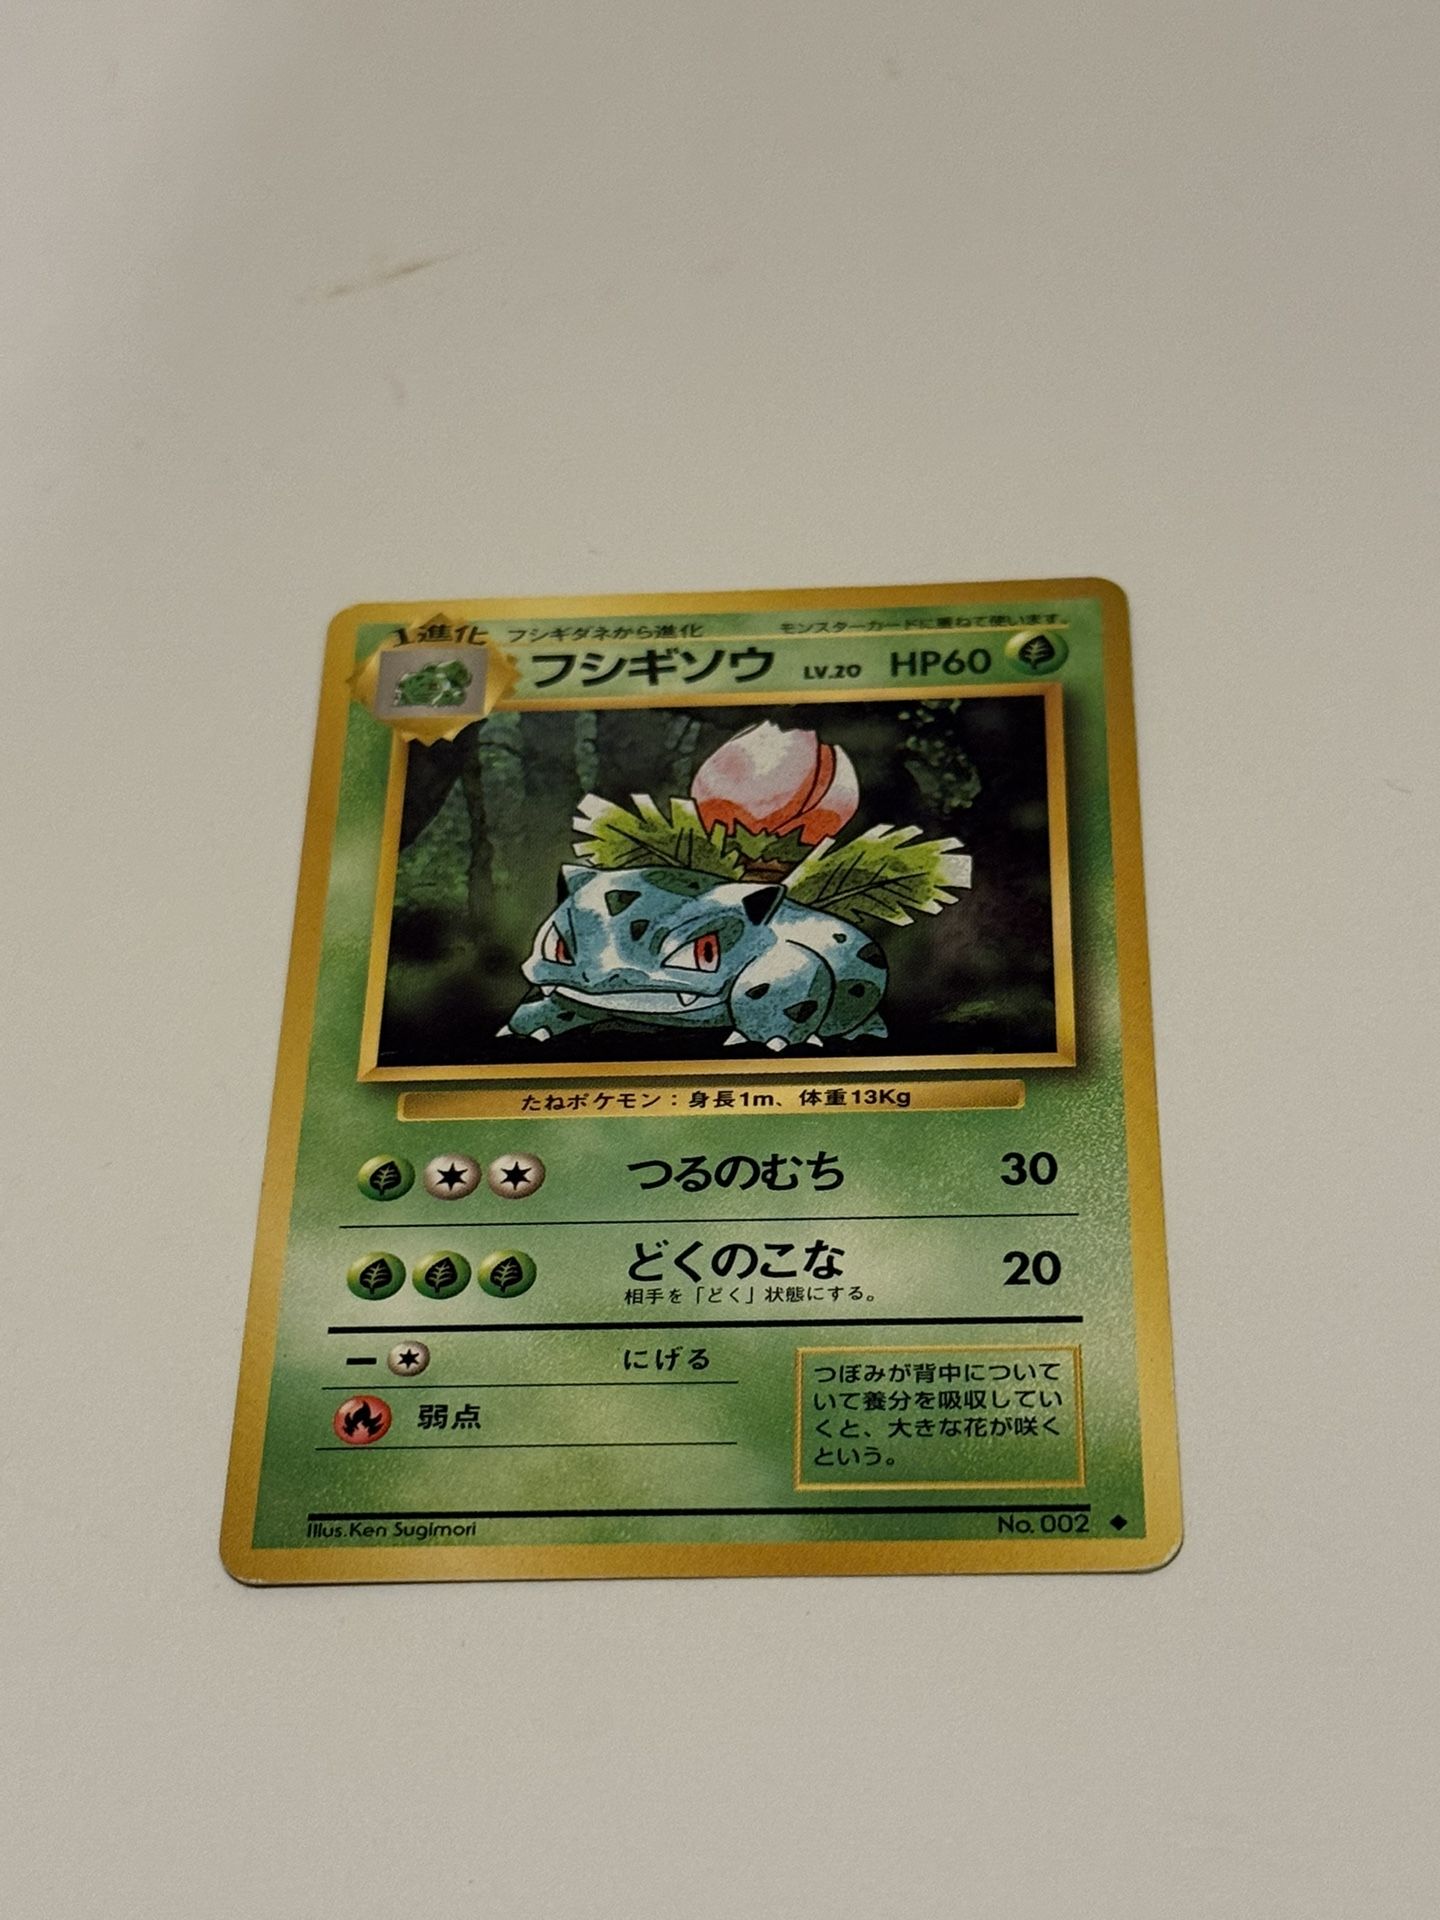 1進化 フシギダネから進化 モンスターカードに重ねて使います。
フシギソウ LV.20 HP60
たねポケモン：身長1m、体重13Kg
つるのむち 30
どくのこな 20
相手を「どく」状態にする。
− にげる
弱点
つぼみが背中について
いて養分を吸収してい
くと、大きな花が咲く
という。
Illus.Ken Sugimori No. 002 ◆